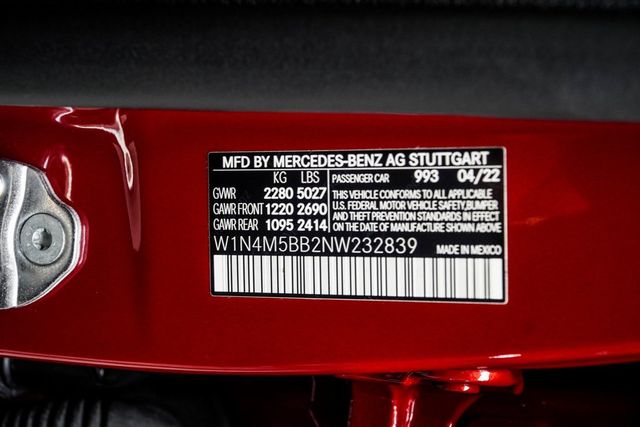 MFD BY MERCEDES-BENZ AG STUTTGART
KG LBS PASSENGER CAR 993 04/22
GVWR 2280 5027 THIS VEHICLE CONFORMS TO ALL APPLICABLE
U.S. FEDERAL MOTOR VEHICLE SAFETY,BUMPER
GAWR FRONT 1220 2690 AND THEFT PREVENTION STANDARDS IN EFFECT
GAWR REAR 1095 2414 ON THE DATE OF MANUFACTURE SHOWN ABOVE
W1N4M5BB2NW232839 MADE IN MEXICO